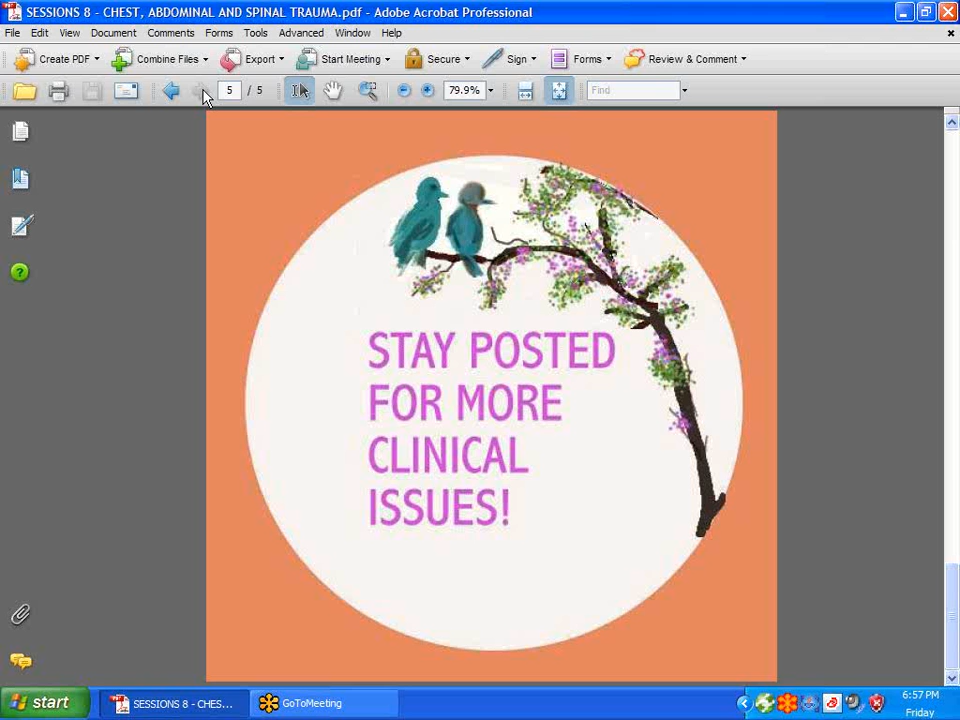 SESSIONS 8 - CHEST, ABDOMINAL AND SPINAL TRAUMA.pdf - Adobe Acrobat Professional
File Edit View Document Comments Forms Tools Advanced Window Help
Create PDF Combine Files Export Start Meeting Secure Sign Forms Review & Comment
5 / 5 79.9% Find
STAY POSTED
FOR MORE
CLINICAL
ISSUES!
start SESSIONS 8 - CHES... GoToMeeting 6:57 PM
Friday